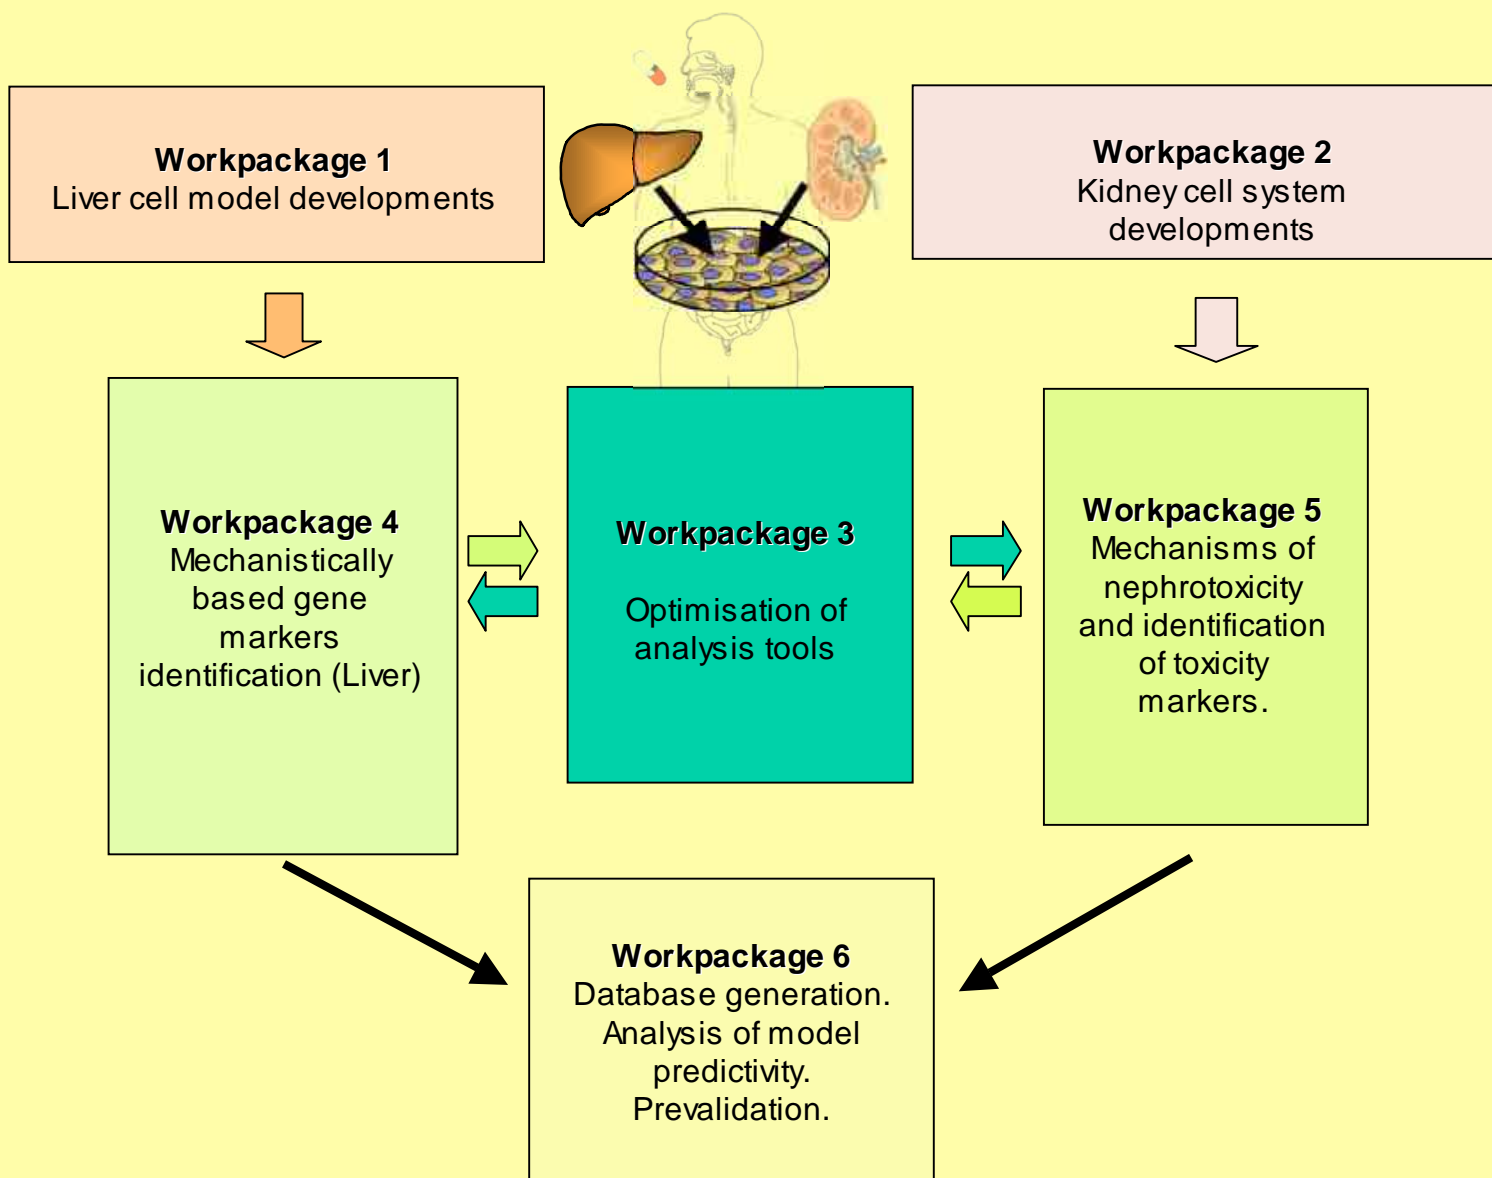 Workpackage 1
Liver cell model developments
Workpackage 2
Kidney cell system
developments
Workpackage 4
Mechanistically
based gene
markers
identification (Liver)
Workpackage 3
Optimisation of
analysis tools
Workpackage 5
Mechanisms of
nephrotoxicity
and identification
of toxicity
markers.
Workpackage 6
Database generation.
Analysis of model
predictivity.
Prevalidation.